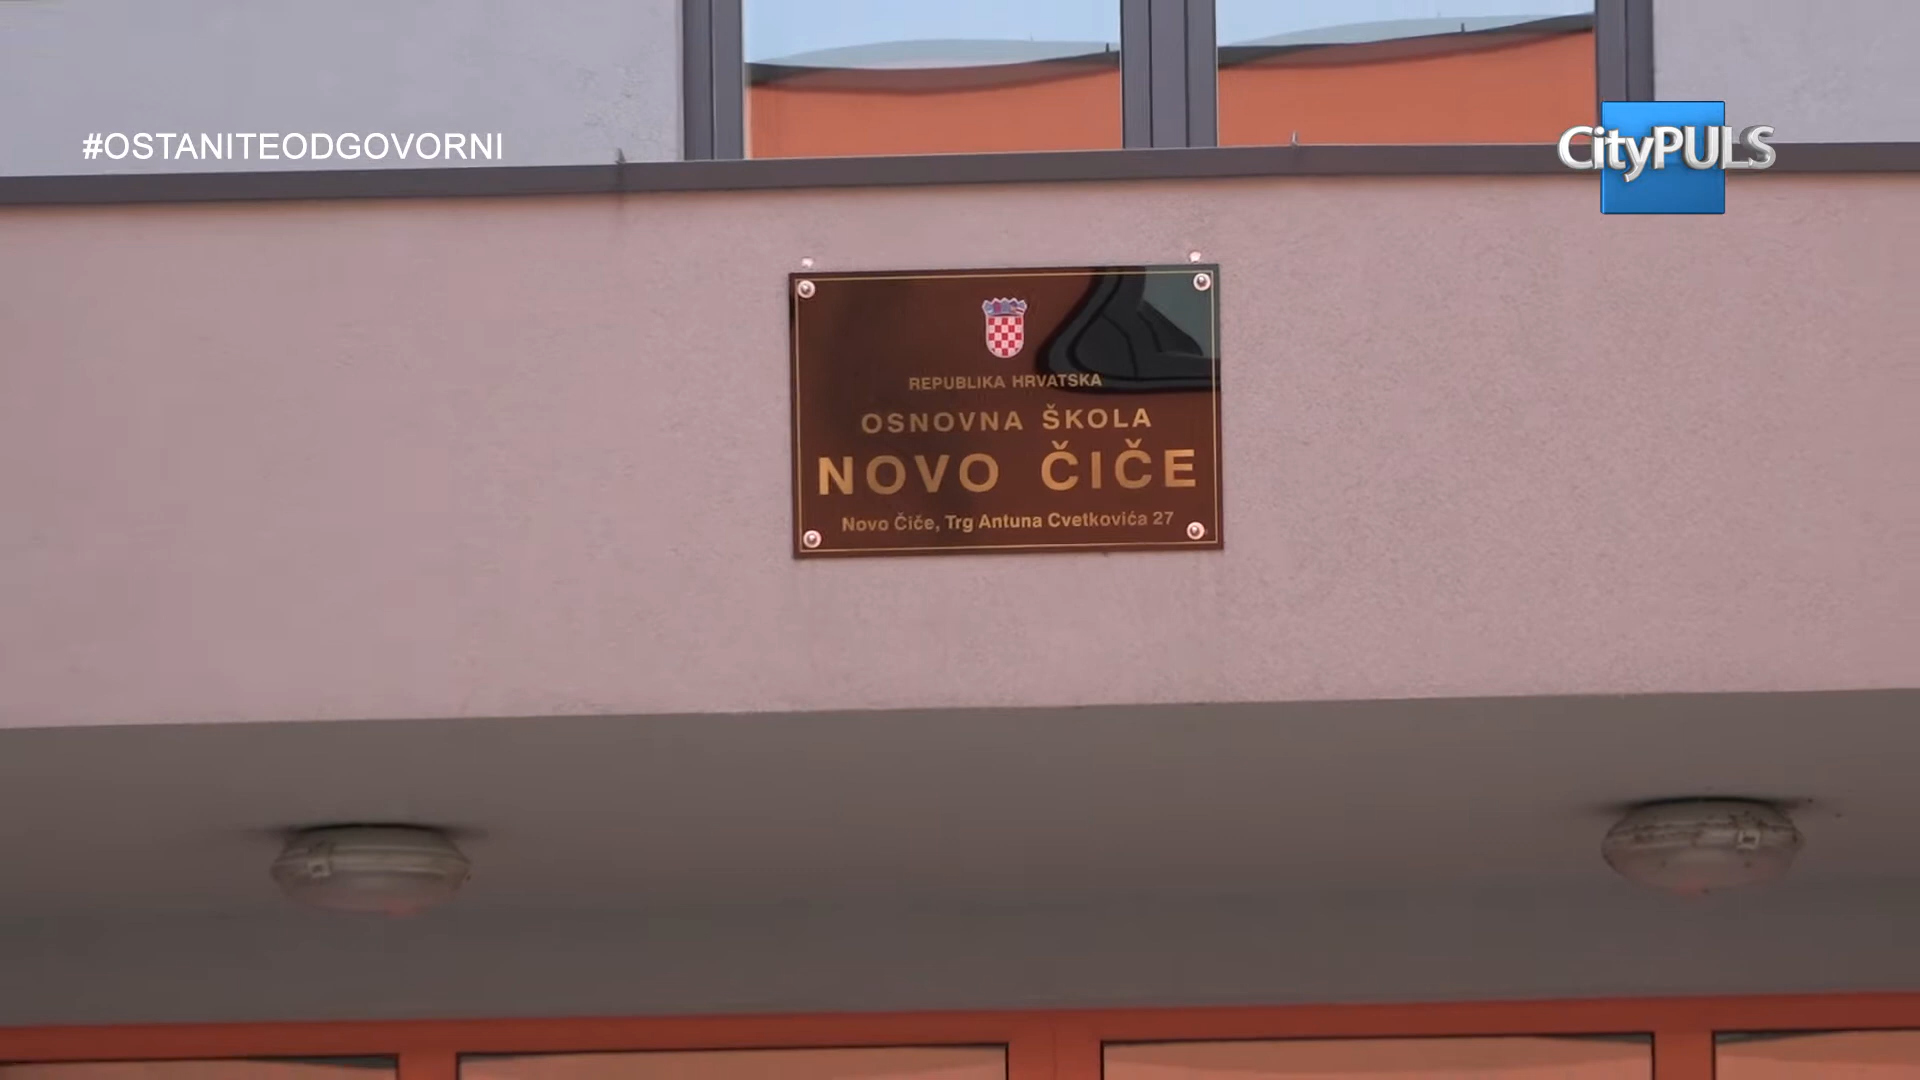 #OSTANITEODGOVORNI
CityPULS
REPUBLIKA HRVATSKA
OSNOVNA ŠKOLA
NOVO ČIČE
Novo Čiče, Trg Antuna Cvetkovića 27